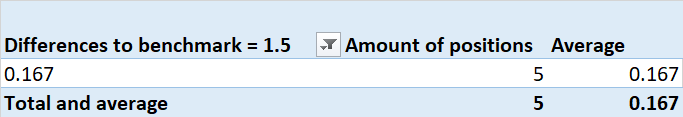 Differences to benchmark = 1.5 Amount of positions Average
0.167 5 0.167
Total and average 5 0.167